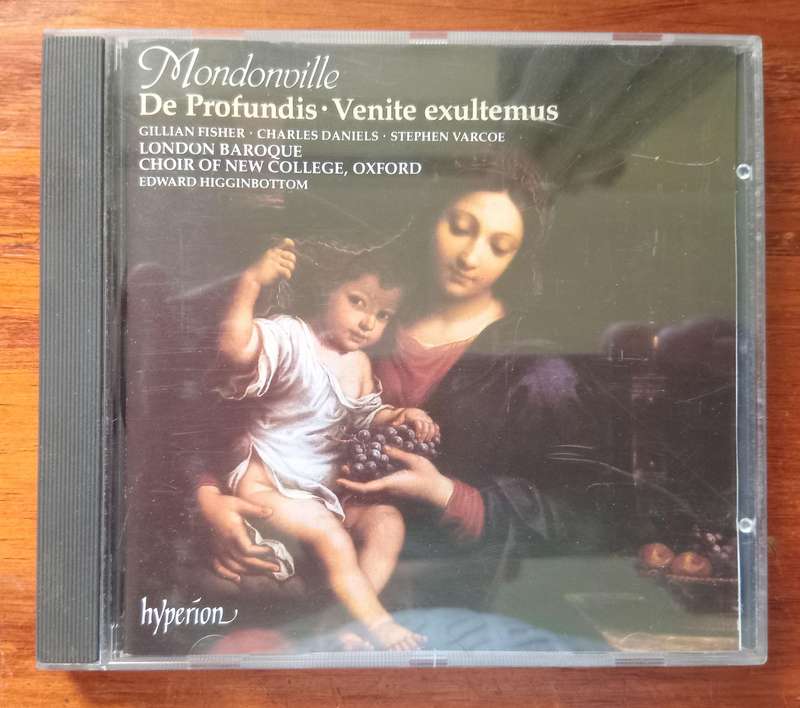 Mondonville
De Profundis · Venite exultemus
GILLIAN FISHER · CHARLES DANIELS · STEPHEN VARCOE
LONDON BAROQUE
CHOIR OF NEW COLLEGE, OXFORD
EDWARD HIGGINBOTTOM
hyperion